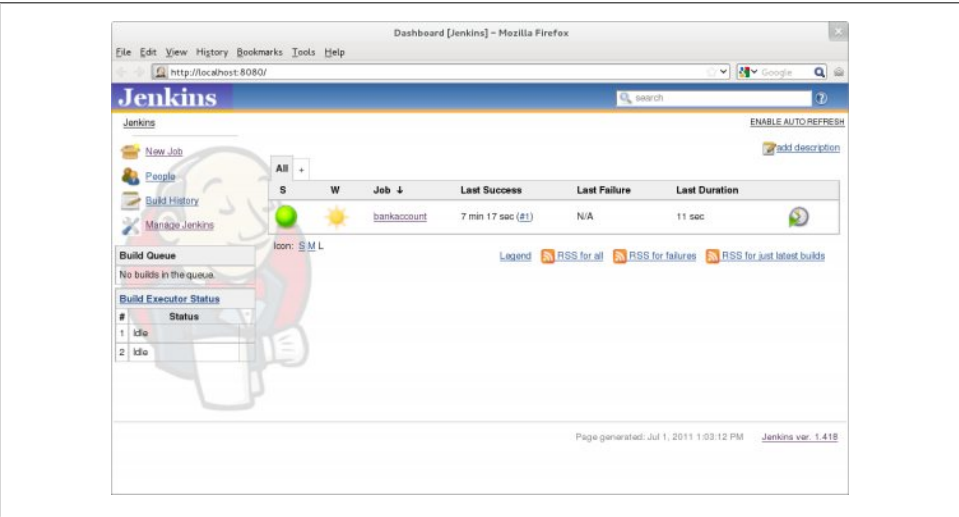 Dashboard [Jenkins] - Mozilla Firefox
File Edit View History Bookmarks Tools Help
http://localhost:8080/
Google
Jenkins
search
Jenkins
ENABLE AUTO REFRESH
New Job
People
Build History
Manage Jenkins
add description
All +
S W Job ↓ Last Success Last Failure Last Duration
bankaccount 7 min 17 sec (#1) N/A 11 sec
Icon: S M L
Legend RSS for all RSS for failures RSS for just latest builds
Build Queue
No builds in the queue.
Build Executor Status
# Status
1 Idle
2 Idle
Page generated: Jul 1, 2011 1:03:12 PM Jenkins ver. 1.418